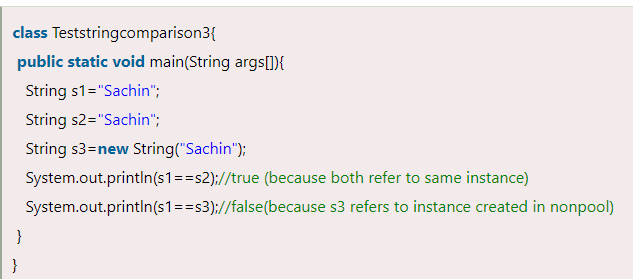 class Teststringcomparison3{
public static void main(String args[]){
String s1="Sachin";
String s2="Sachin";
String s3=new String("Sachin");
System.out.println(s1==s2);//true (because both refer to same instance)
System.out.println(s1==s3);//false(because s3 refers to instance created in nonpool)
}
}